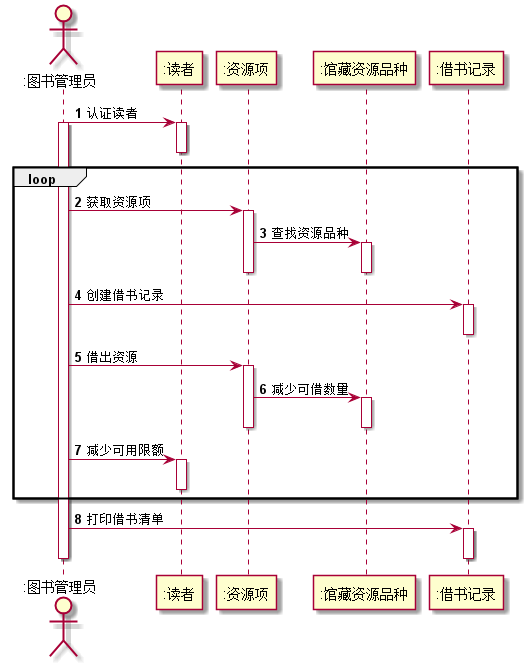 :图书管理员
:读者
:资源项
:馆藏资源品种
:借书记录
1 认证读者
loop
2 获取资源项
3 查找资源品种
4 创建借书记录
5 借出资源
6 减少可借数量
7 减少可用限额
8 打印借书清单
:图书管理员
:读者
:资源项
:馆藏资源品种
:借书记录